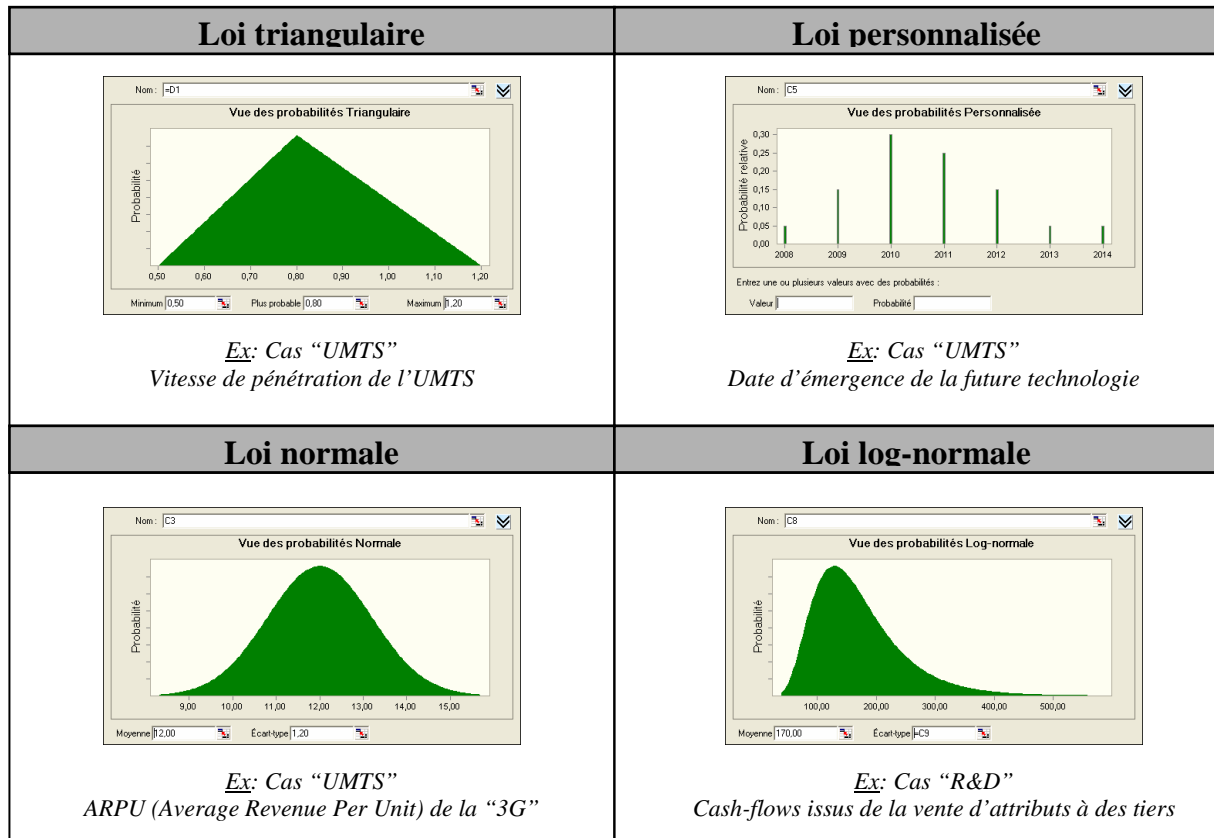 Loi triangulaire
Nom : =D1
Vue des probabilités Triangulaire
Probabilité
0,50 0,60 0,70 0,80 0,90 1,00 1,10 1,20
Minimum 0,50 Plus probable 0,80 Maximum 1,20
Ex: Cas “UMTS”
Vitesse de pénétration de l’UMTS
Loi personnalisée
Nom : C5
Vue des probabilités Personnalisée
Probabilité relative
0,30
0,25
0,20
0,15
0,10
0,05
0,00
2008 2009 2010 2011 2012 2013 2014
Entrez une ou plusieurs valeurs avec des probabilités :
Valeur Probabilité
Ex: Cas “UMTS”
Date d’émergence de la future technologie
Loi normale
Nom : C3
Vue des probabilités Normale
Probabilité
9,00 10,00 11,00 12,00 13,00 14,00 15,00
Moyenne 12,00 Écart-type 1,20
Ex: Cas “UMTS”
ARPU (Average Revenue Per Unit) de la “3G”
Loi log-normale
Nom : C8
Vue des probabilités Log-normale
Probabilité
100,00 200,00 300,00 400,00 500,00
Moyenne 170,00 Écart-type =C9
Ex: Cas “R&D”
Cash-flows issus de la vente d’attributs à des tiers